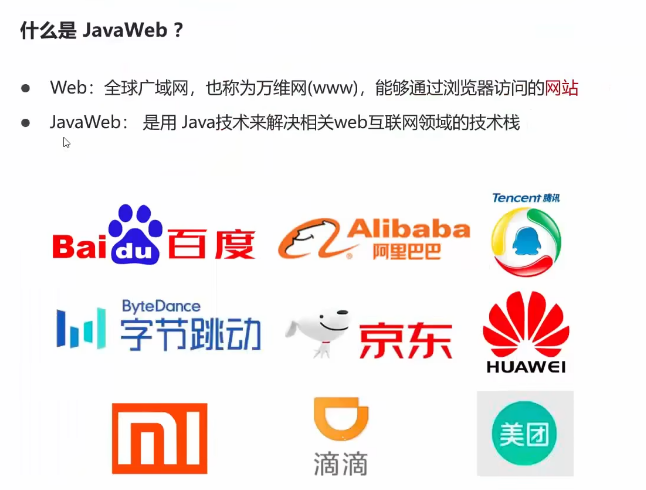 什么是 JavaWeb？
● Web：全球广域网，也称为万维网(www)，能够通过浏览器访问的网站
● JavaWeb： 是用 Java技术来解决相关web互联网领域的技术栈
Tencent 腾讯
Bai du 百度
Alibaba
阿里巴巴
ByteDance
字节跳动
京东
HUAWEI
mi
滴滴
美团